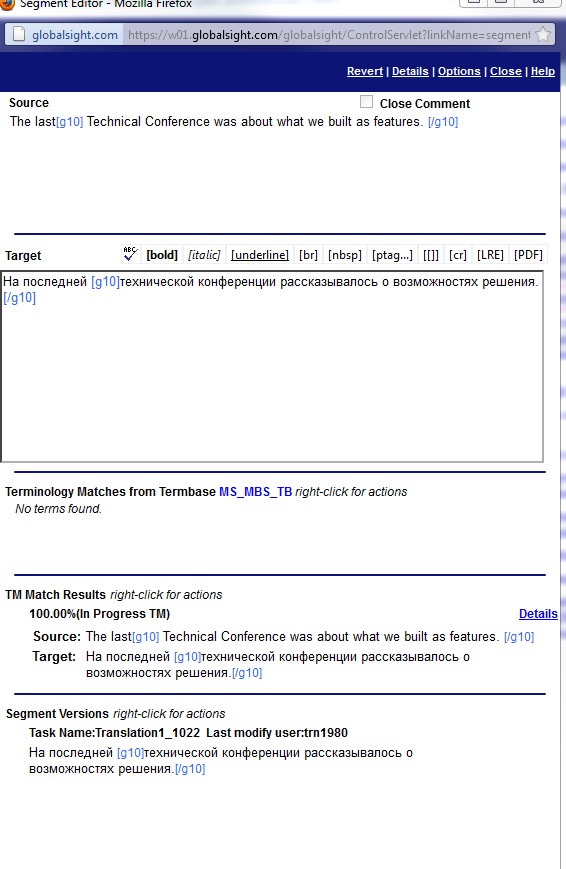 Segment Editor - Mozilla Firefox
globalsight.com https://w01.globalsight.com/globalsight/ControlServlet?linkName=segment
Revert | Details | Options | Close | Help
Source Close Comment
The last[g10] Technical Conference was about what we built as features. [/g10]
Target ABC [bold] [italic] [underline] [br] [nbsp] [ptag...] [[]] [cr] [LRE] [PDF]
На последней [g10]технической конференции рассказывалось о возможностях решения.
[/g10]
Terminology Matches from Termbase MS_MBS_TB right-click for actions
No terms found.
TM Match Results right-click for actions
100.00%(In Progress TM) Details
Source: The last[g10] Technical Conference was about what we built as features. [/g10]
Target: На последней [g10]технической конференции рассказывалось о
возможностях решения.[/g10]
Segment Versions right-click for actions
Task Name:Translation1_1022 Last modify user:trn1980
На последней [g10]технической конференции рассказывалось о
возможностях решения.[/g10]